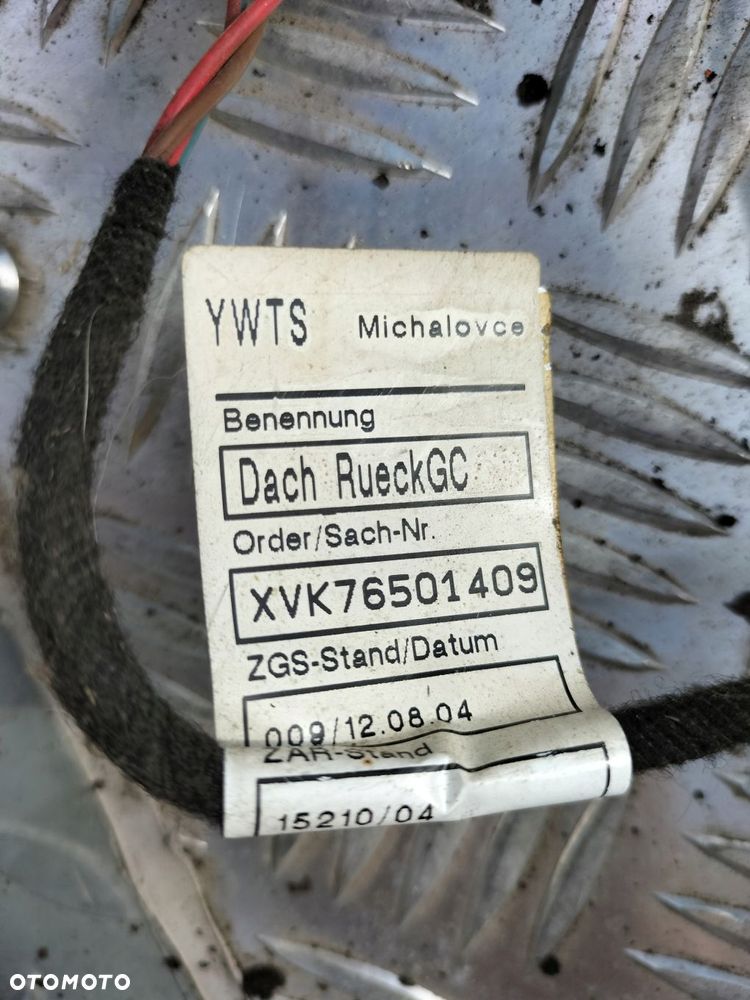 YWTS Michalovce
Benennung
Dach RueckGC
Order/Sach-Nr.
XVK76501409
ZGS-Stand/Datum
009/12.08.04
ZAR-Stand
15210/04
OTOMOTO